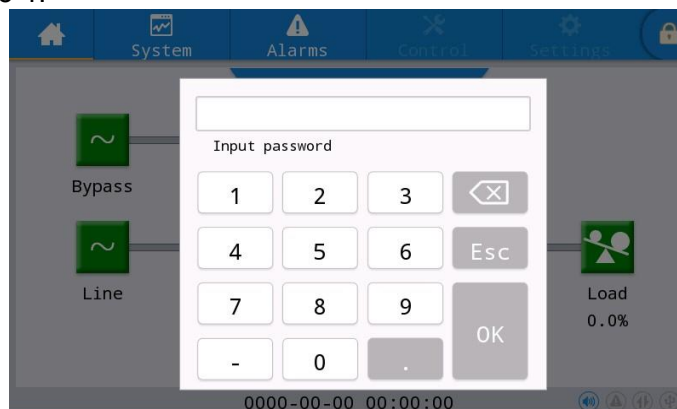 System Alarms Control Settings
Input password
1 2 3
Bypass
4 5 6 Esc
Line
7 8 9
Load
0.0%
OK
- 0 .
0000-00-00 00:00:00